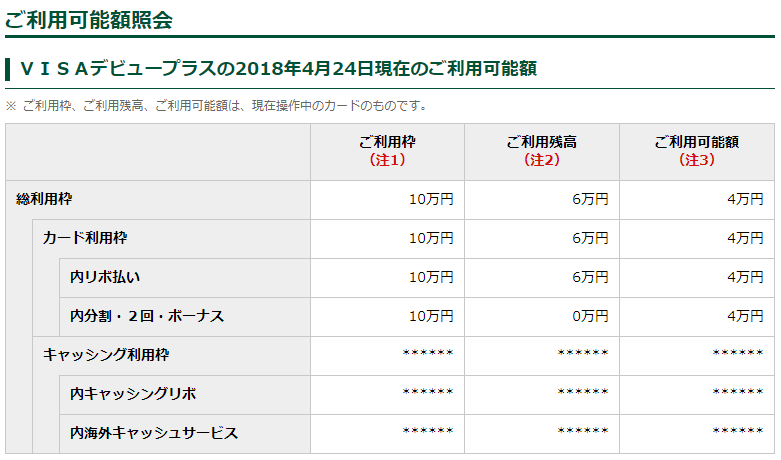 ご利用可能額照会
ＶＩＳＡデビュープラスの2018年4月24日現在のご利用可能額
※ ご利用枠、ご利用残高、ご利用可能額は、現在操作中のカードのものです。
ご利用枠 ご利用残高 ご利用可能額
（注1） （注2） （注3）
総利用枠 10万円 6万円 4万円
カード利用枠 10万円 6万円 4万円
内リボ払い 10万円 6万円 4万円
内分割・２回・ボーナス 10万円 0万円 4万円
キャッシング利用枠 ****** ****** ******
内キャッシングリボ ****** ****** ******
内海外キャッシュサービス ****** ****** ******